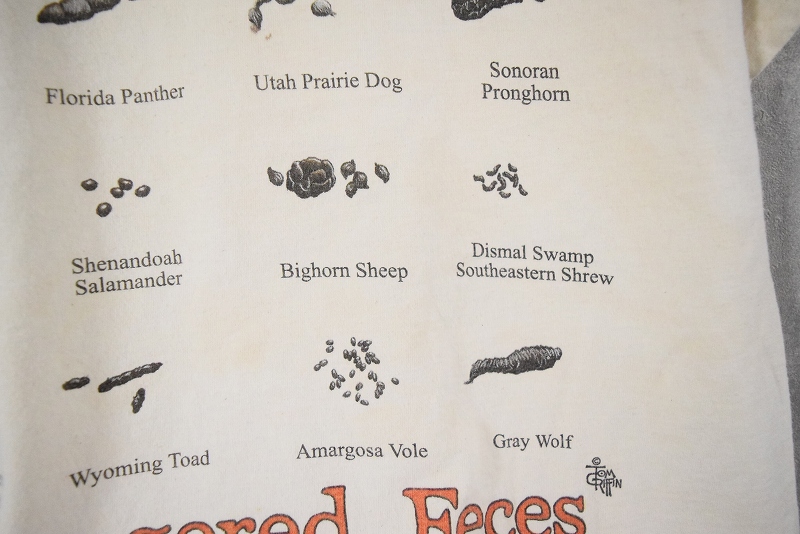 Florida Panther
Utah Prairie Dog
Sonoran
Pronghorn
Shenandoah
Salamander
Bighorn Sheep
Dismal Swamp
Southeastern Shrew
Wyoming Toad
Amargosa Vole
Gray Wolf
© Tom
Griffin
gered Feces